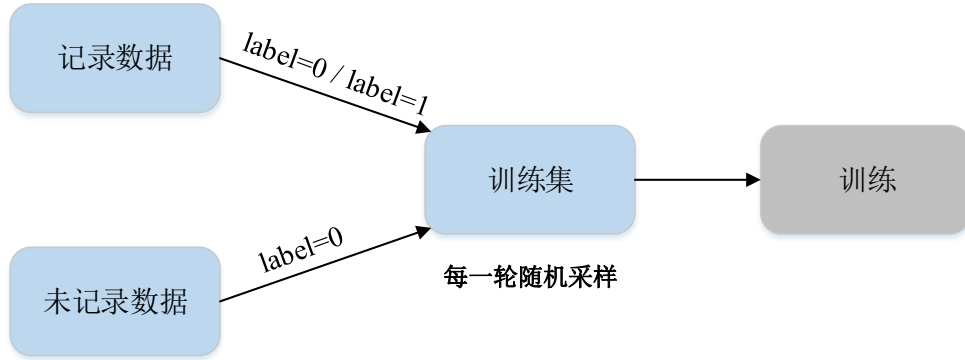 记录数据
label=0 / label=1
训练集
训练
label=0
未记录数据
每一轮随机采样